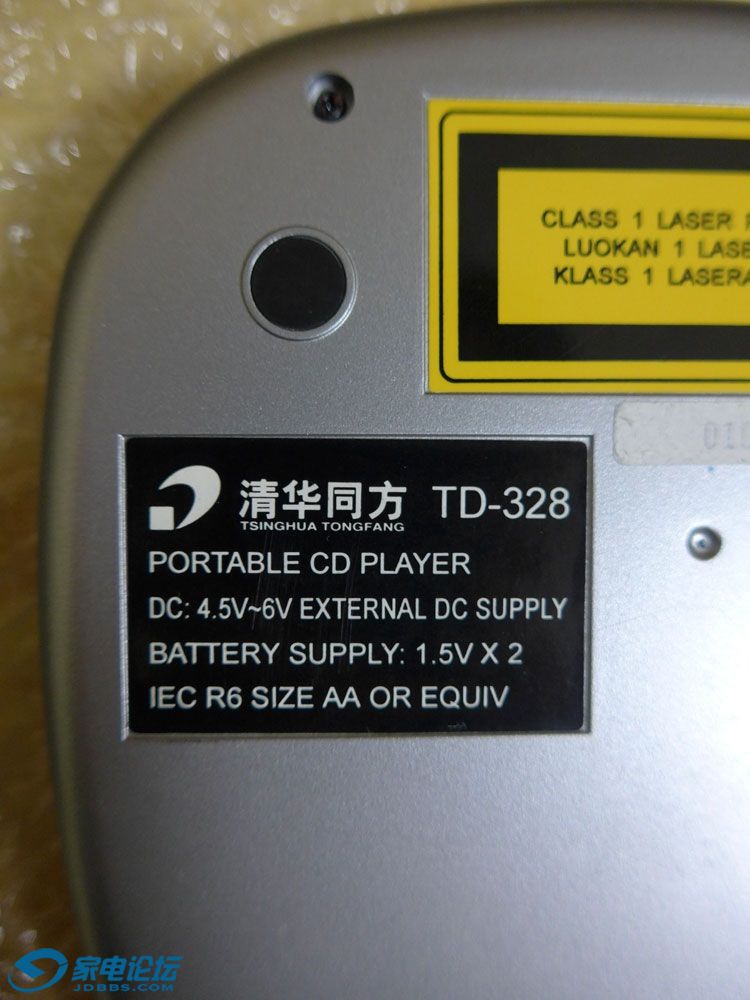 CLASS 1 LASER
LUOKAN 1
KLASS 1
清华同方 TD-328
TSINGHUA TONGFANG
PORTABLE CD PLAYER
DC: 4.5V~6V EXTERNAL DC SUPPLY
BATTERY SUPPLY: 1.5V X 2
IEC R6 SIZE AA OR EQUIV
家电论坛
JDBBS.COM